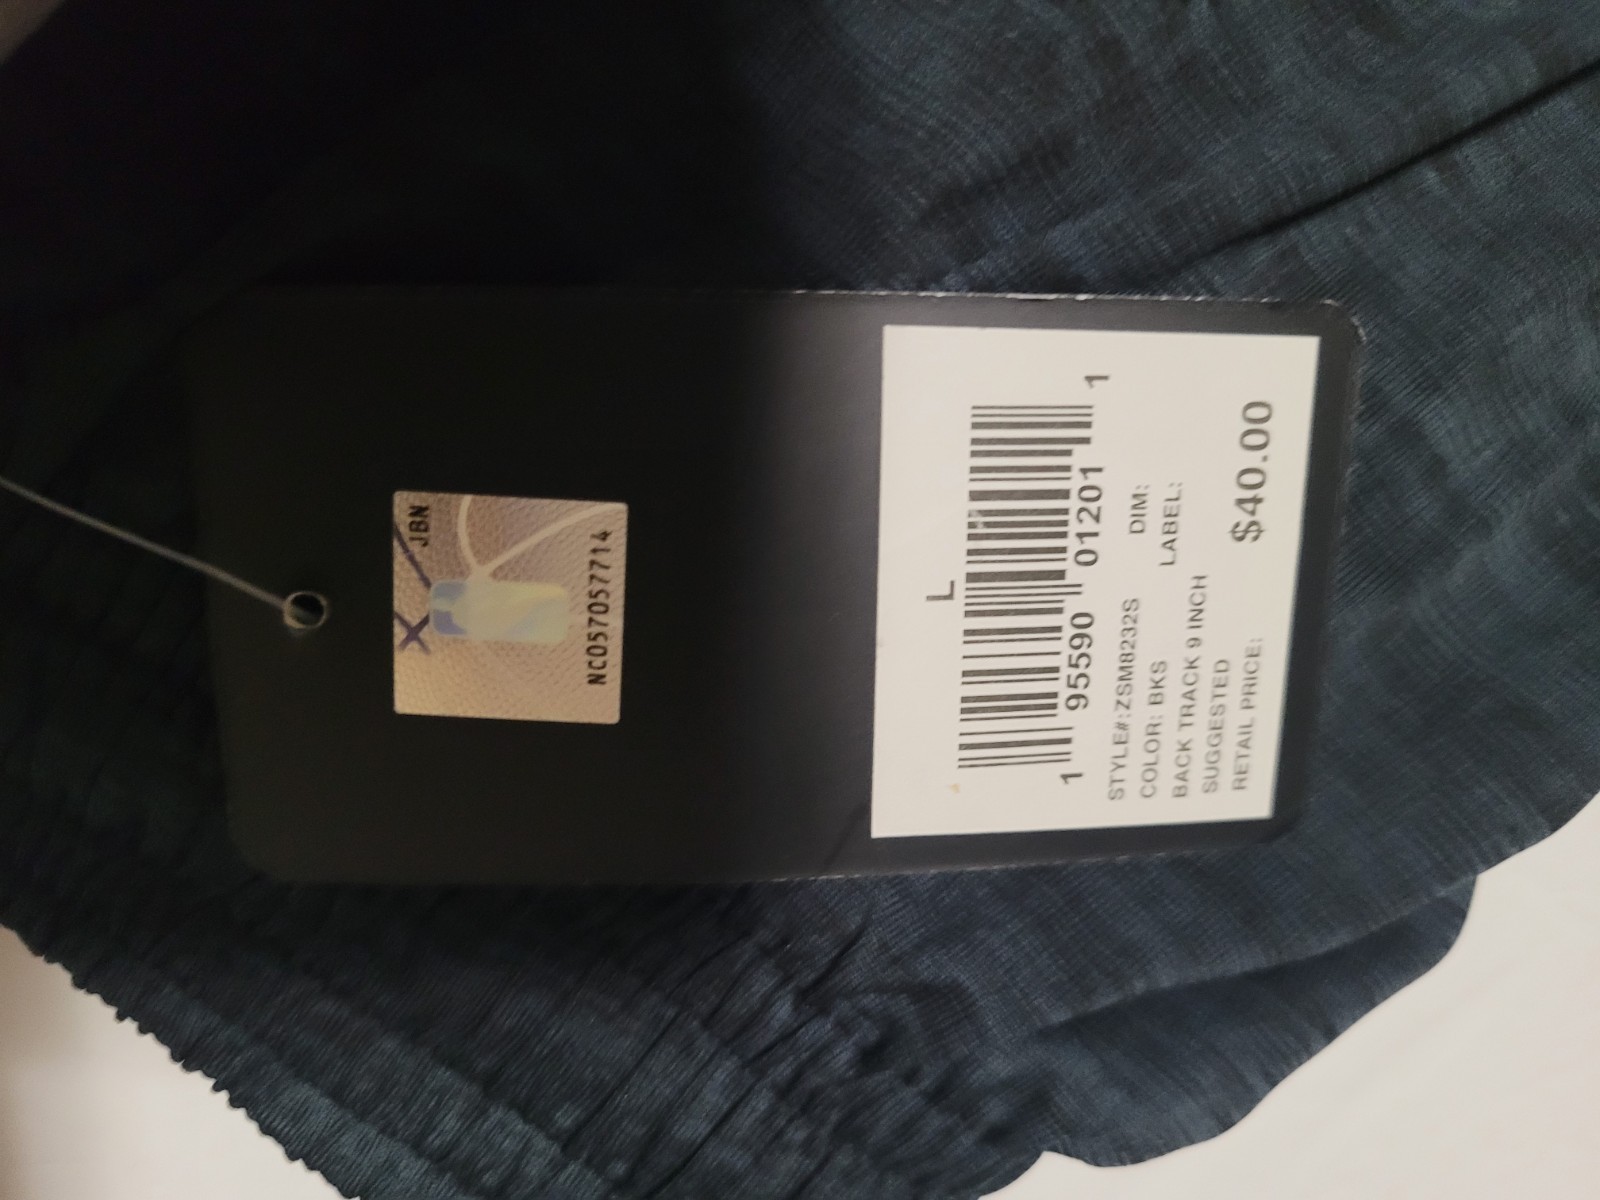 JBN
NC057057714
L
1 95590 01201 1
STYLE#:ZSM8232S DIM:
COLOR: BKS LABEL:
BACK TRACK 9 INCH
SUGGESTED
RETAIL PRICE: $40.00